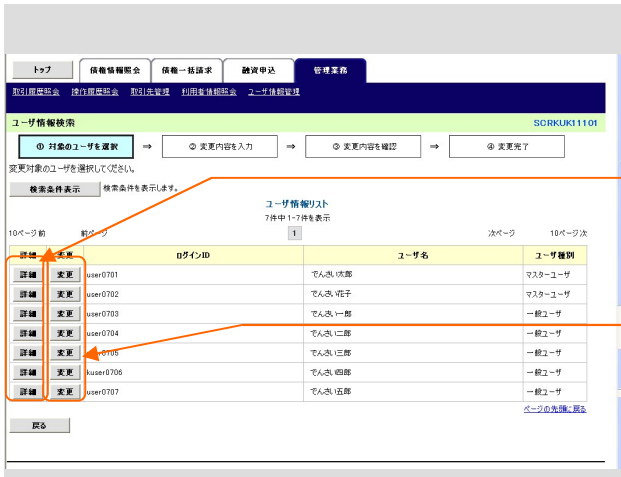 トップ 債権情報照会 債権一括請求 融資申込 管理業務
取引履歴照会 操作履歴照会 取引先管理 利用者情報照会 ユーザ情報管理
ユーザ情報検索 SCRKUK11101
① 対象のユーザを選択 ⇒ ② 変更内容を入力 ⇒ ③ 変更内容を確認 ⇒ ④ 変更完了
変更対象のユーザを選択してください。
検索条件表示 検索条件を表示します。
ユーザ情報リスト
7件中 1-7件を表示
10ページ前 前ページ 1 次ページ 10ページ次
詳細 変更 ログインID ユーザ名 ユーザ種別
詳細 変更 user0701 でんさい太郎 マスターユーザ
詳細 変更 user0702 でんさい花子 マスターユーザ
詳細 変更 user0703 でんさい一郎 一般ユーザ
詳細 変更 user0704 でんさい二郎 一般ユーザ
詳細 変更 user0705 でんさい三郎 一般ユーザ
詳細 変更 kuser0706 でんさい四郎 一般ユーザ
詳細 変更 user0707 でんさい五郎 一般ユーザ
ページの先頭に戻る
戻る